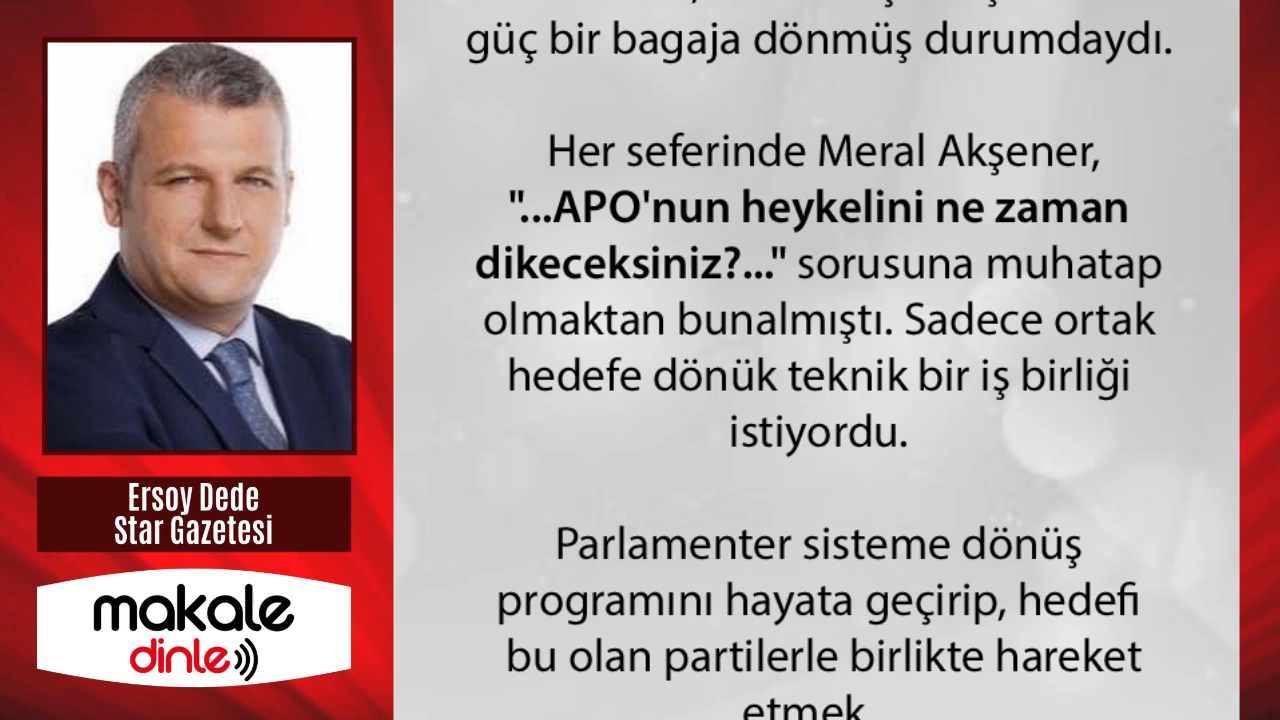 güç bir bagaja dönmüş durumdaydı.
Her seferinde Meral Akşener,
"...APO'nun heykelini ne zaman
dikeceksiniz?..." sorusuna muhatap
olmaktan bunalmıştı. Sadece ortak
hedefe dönük teknik bir iş birliği
istiyordu.
Parlamenter sisteme dönüş
programını hayata geçirip, hedefi
bu olan partilerle birlikte hareket
etmek
Ersoy Dede
Star Gazetesi
makale
dinle